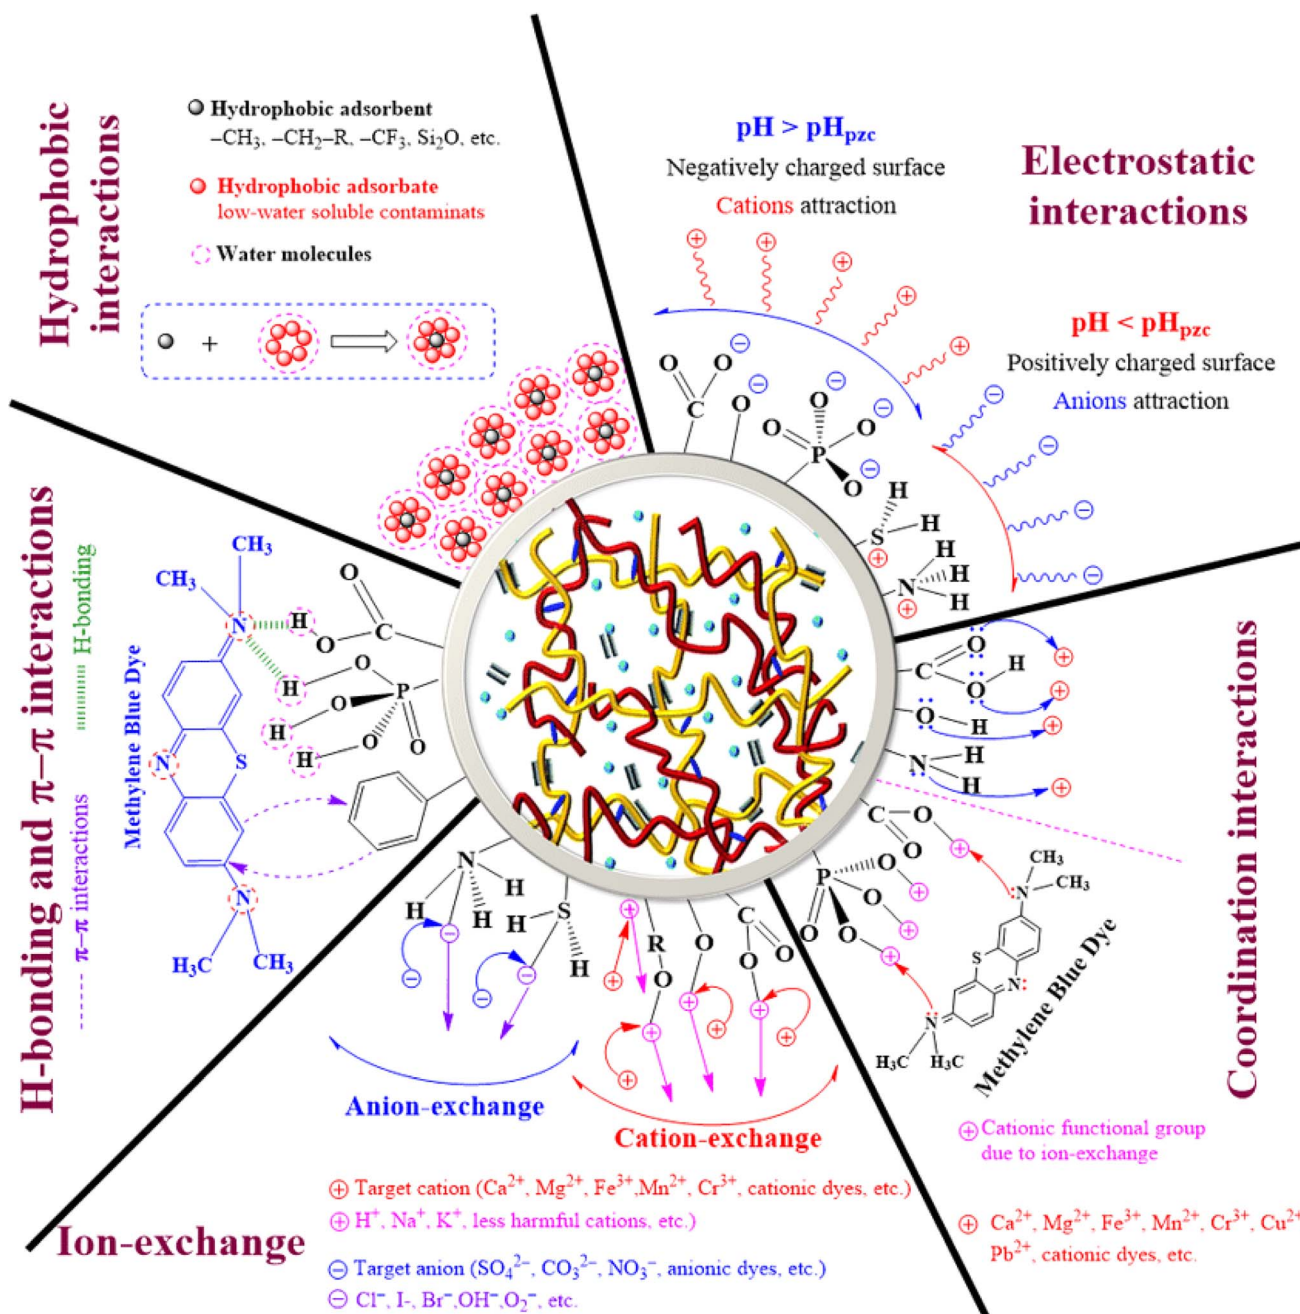 Hydrophobic
interactions
Hydrophobic adsorbent
–CH₃, –CH₂–R, –CF₃, Si₂O, etc.
Hydrophobic adsorbate
low-water soluble contaminats
Water molecules
+
pH > pHpzc
Negatively charged surface
Cations attraction
Electrostatic
interactions
pH < pHpzc
Positively charged surface
Anions attraction
O
C
O
O
O
P
O
O
O
H
S
H
H
N
H
H
H-bonding and π–π interactions
H-bonding
π–π interactions
Methylene Blue Dye
CH₃
CH₃
N
N
S
N
H₃C
CH₃
O
H
O
C
H
O
H
O
P
H
O
O
Coordination interactions
O
C
O
H
O
H
N
H
H
C
O
O
P
O
O
O
O
CH₃
N
CH₃
S
N:
N
H₃C
H₃C
Methylene Blue Dye
Cationic functional group
due to ion-exchange
Ca²⁺, Mg²⁺, Fe³⁺, Mn²⁺, Cr³⁺, Cu²⁺
Pb²⁺, cationic dyes, etc.
N
H
H
H
S
H
H
R
O
O
C
O
O
Anion-exchange
Cation-exchange
Ion-exchange
Target cation (Ca²⁺, Mg²⁺, Fe³⁺,Mn²⁺, Cr³⁺, cationic dyes, etc.)
H⁺, Na⁺, K⁺, less harmful cations, etc.)
Target anion (SO₄²⁻, CO₃²⁻, NO₃⁻, anionic dyes, etc.)
Cl⁻, I-, Br⁻,OH⁻,O₂⁻, etc.